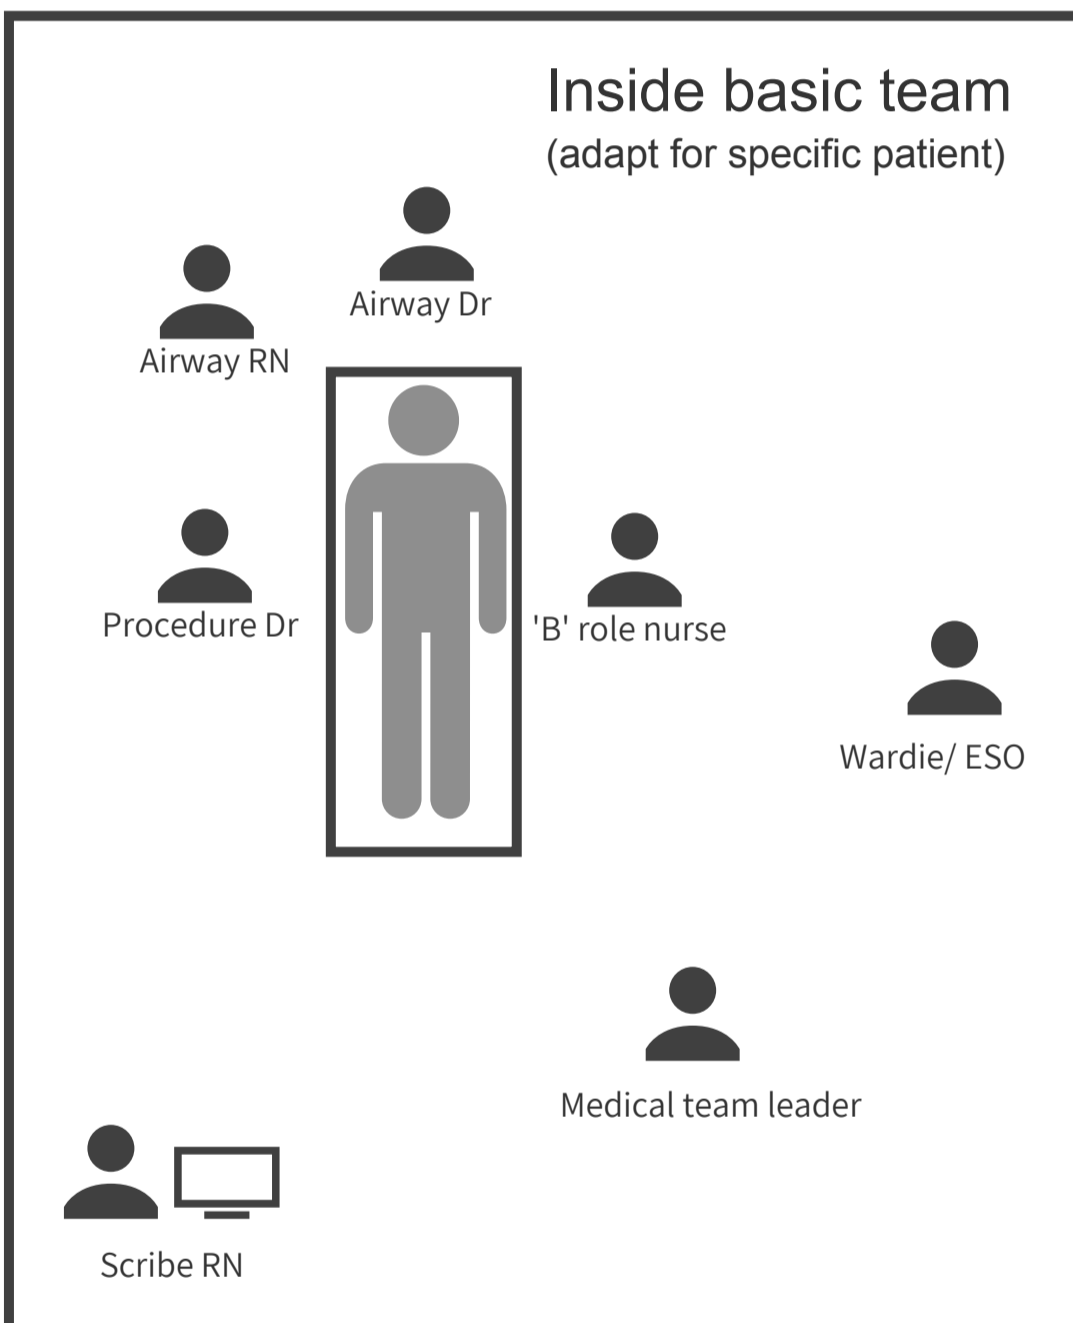 Inside basic team
(adapt for specific patient)
Airway Dr
Airway RN
Procedure Dr
'B' role nurse
Wardie/ ESO
Medical team leader
Scribe RN